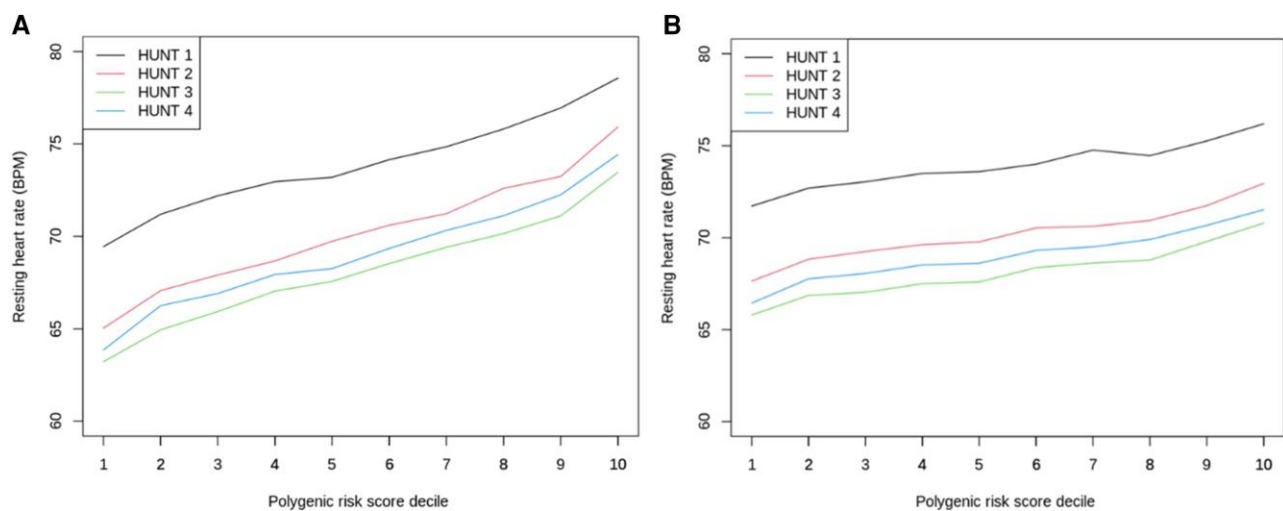 A
HUNT 1
HUNT 2
HUNT 3
HUNT 4
80
75
70
65
60
Resting heart rate (BPM)
1 2 3 4 5 6 7 8 9 10
Polygenic risk score decile
B
HUNT 1
HUNT 2
HUNT 3
HUNT 4
80
75
70
65
60
Resting heart rate (BPM)
1 2 3 4 5 6 7 8 9 10
Polygenic risk score decile